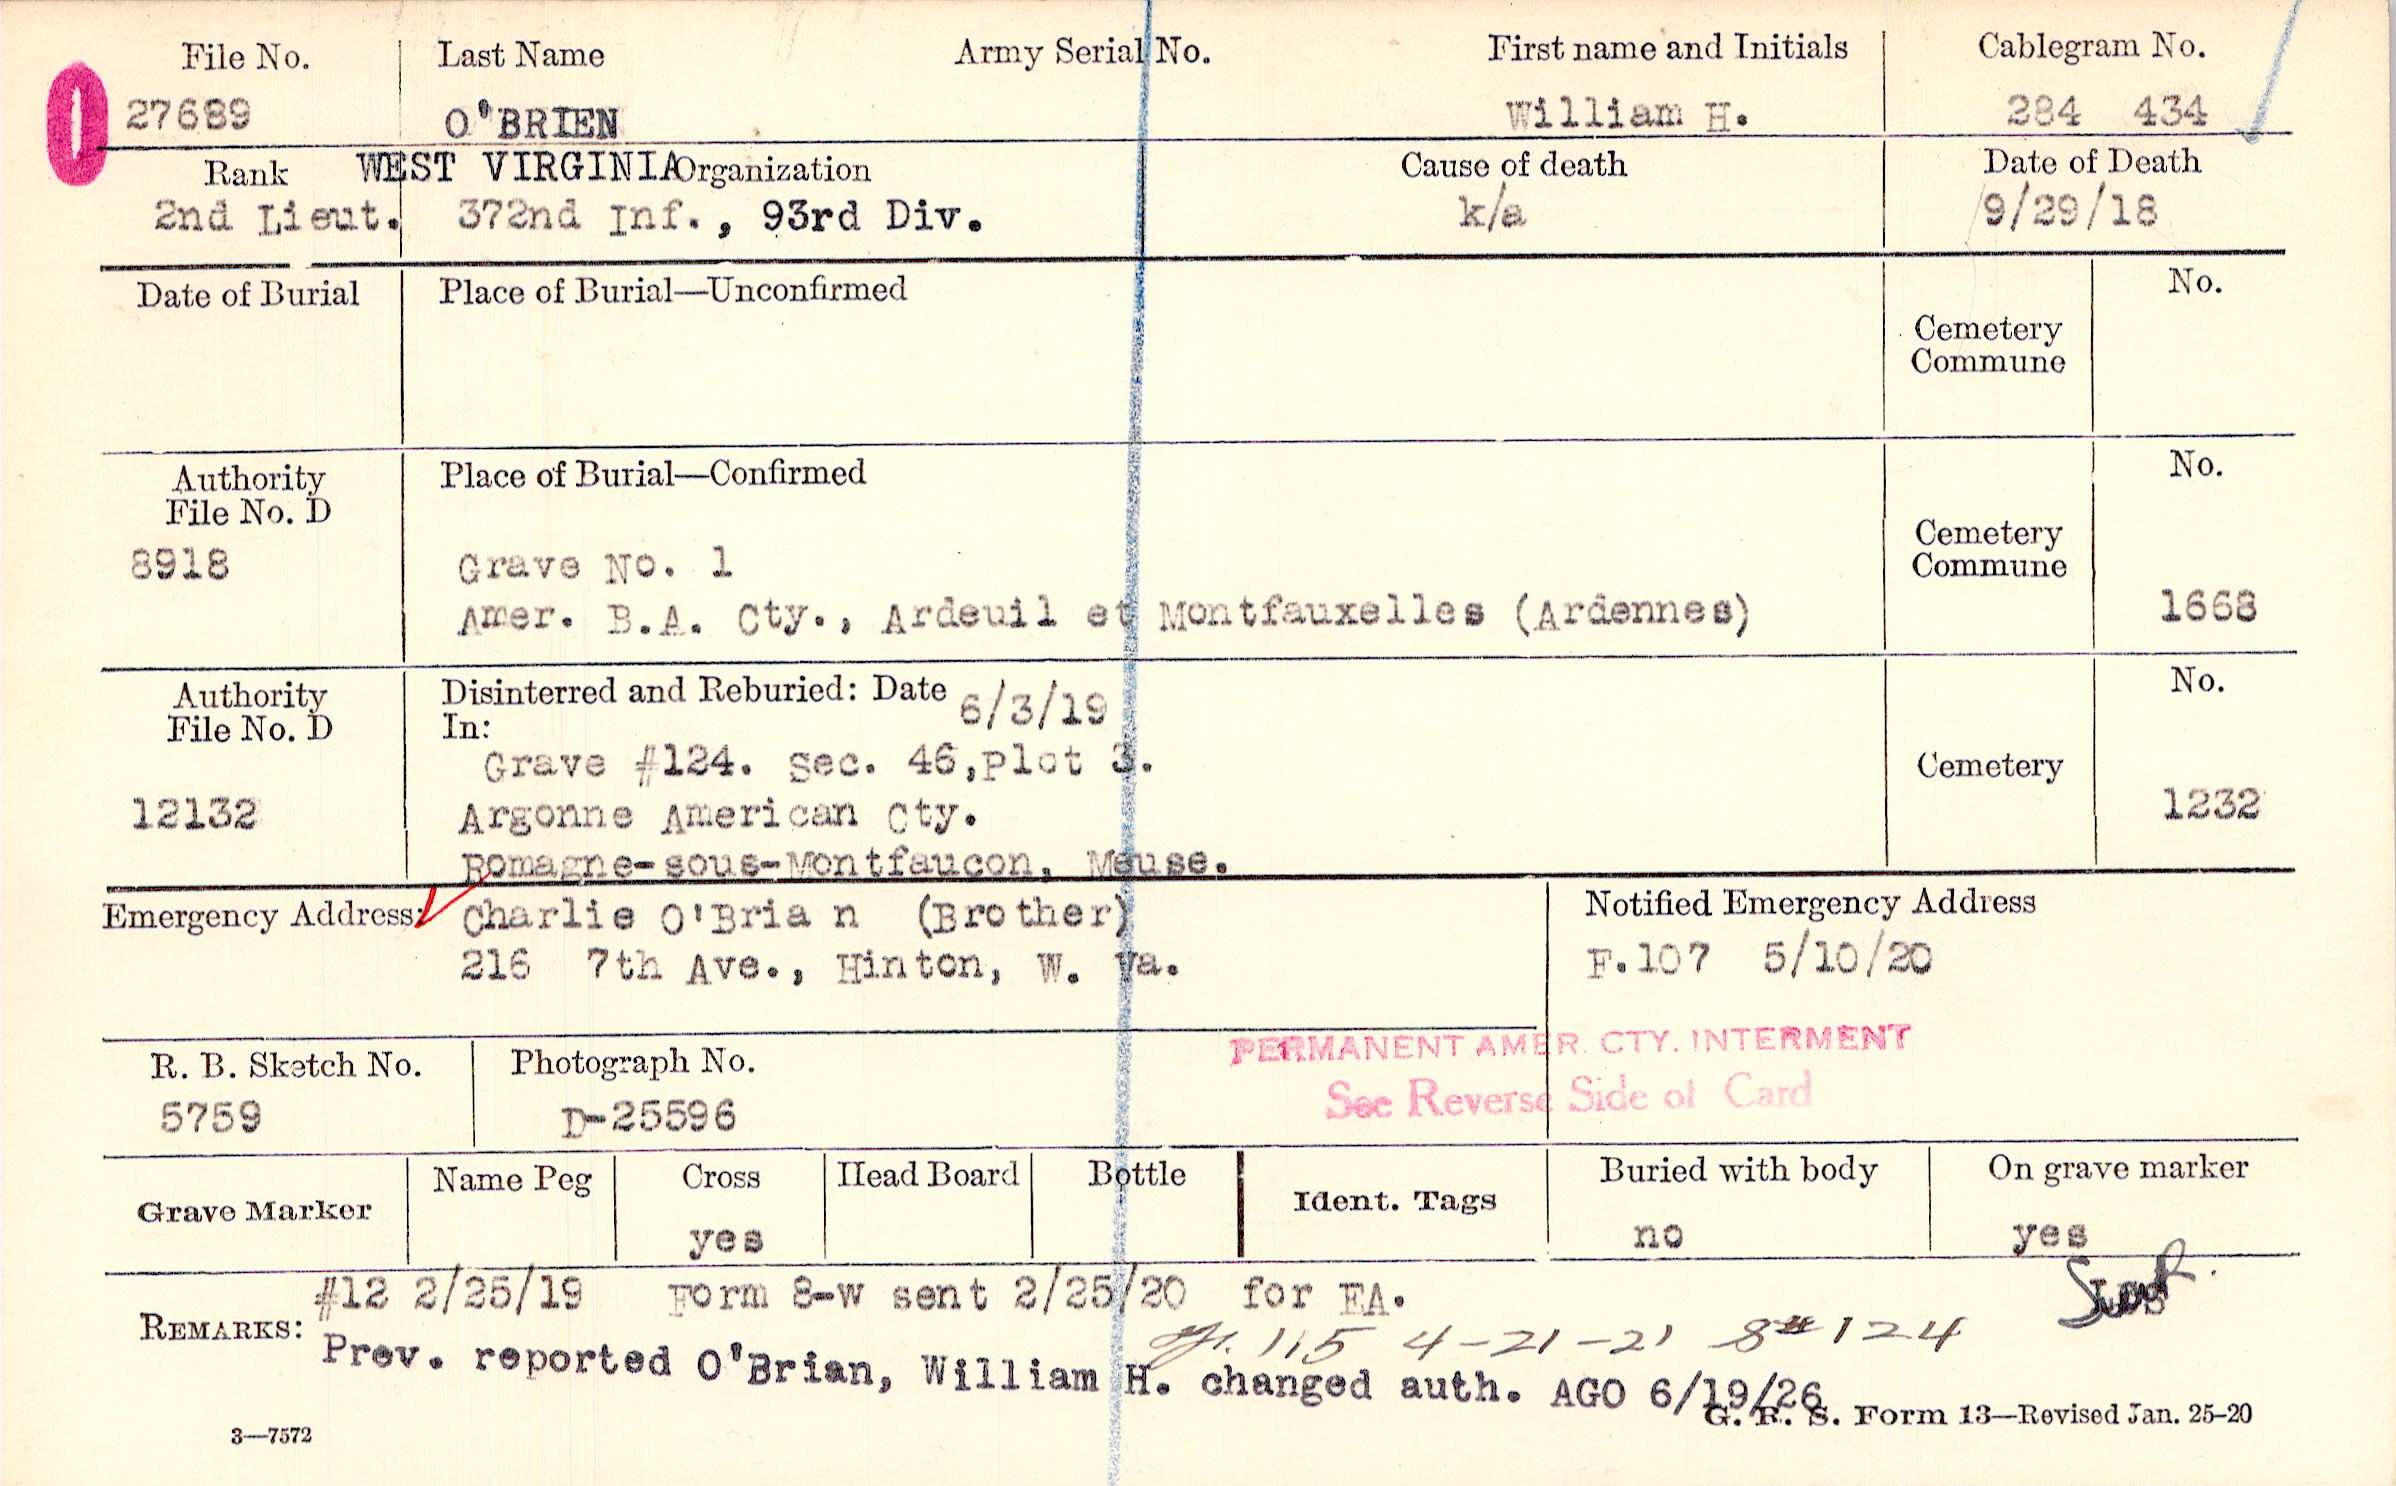 File No. Last Name Army Serial No. First name and Initials Cablegram No.
27689 O'BRIEN William H. 284 434
Rank WEST VIRGINIA Organization Cause of death Date of Death
2nd Lieut. 372nd Inf., 93rd Div. k/a 9/29/18
Date of Burial Place of Burial—Unconfirmed No.
Cemetery
Commune
Authority Place of Burial—Confirmed No.
File No. D
Cemetery
8918 Grave No. 1 Commune
Amer. B.A. Cty., Ardeuil et Montfauxelles (Ardennes) 1668
Authority Disinterred and Reburied: Date 6/3/19 No.
File No. D In:
Grave #124. Sec. 46,Plot 3. Cemetery
12132 Argonne American Cty. 1232
Romagne-sous-Montfaucon, Meuse.
Emergency Address: Charlie O'Bria n (Brother) Notified Emergency Address
216 7th Ave., Hinton, W. Va. F.107 5/10/20
PERMANENT AMER. CTY. INTERMENT
R. B. Sketch No. Photograph No. See Reverse Side of Card
5759 D-25596
Grave Marker Name Peg Cross Head Board Bottle Ident. Tags Buried with body On grave marker
yes no yes
#12 2/25/19 Form 8-W sent 2/25/20 for EA.
REMARKS: 115 4-21-21 124
Prev. reported O'Brian, William H. changed auth. AGO 6/19/26
3—7572 G. R. S. Form 13—Revised Jan. 25-20